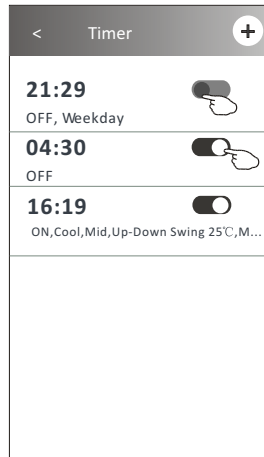 < Timer +
21:29
OFF, Weekday
04:30
OFF
16:19
ON,Cool,Mid,Up-Down Swing 25℃,M...